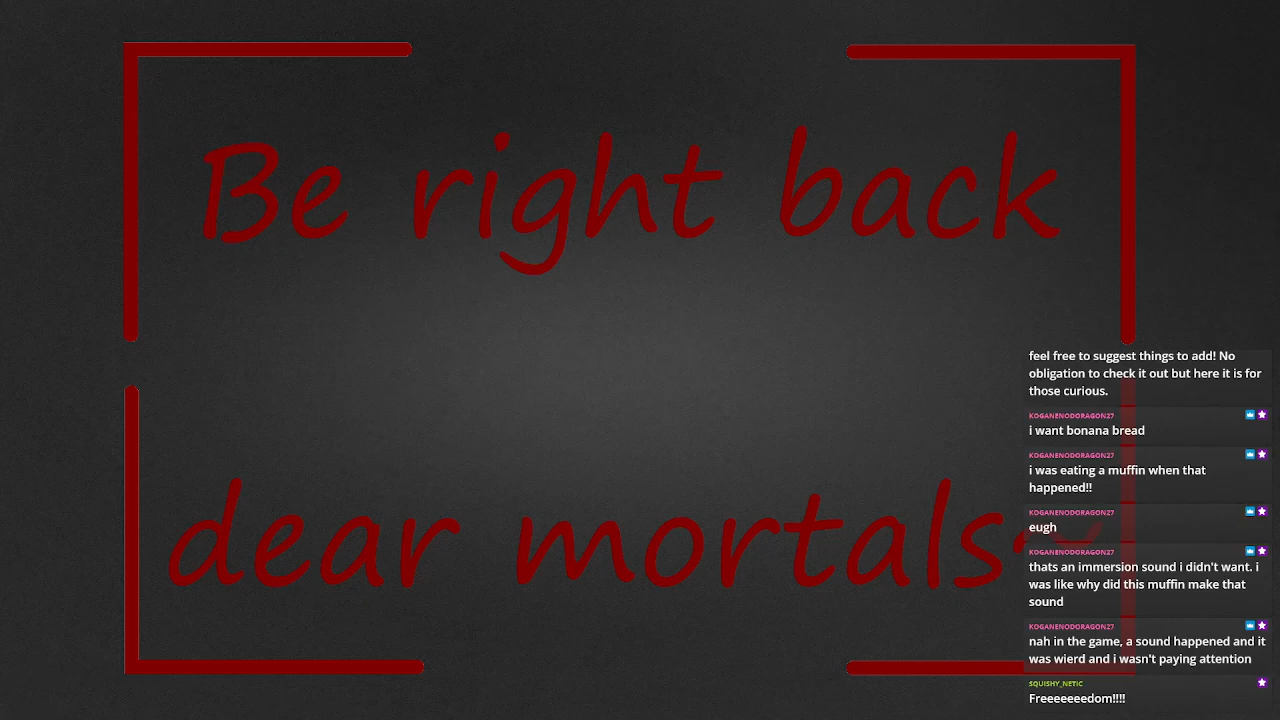 Be right back
dear mortals~
feel free to suggest things to add! No
obligation to check it out but here it is for
those curious.
KOGANENODORAGON27
i want bonana bread
KOGANENODORAGON27
i was eating a muffin when that
happened!!
KOGANENODORAGON27
eugh
KOGANENODORAGON27
thats an immersion sound i didn't want. i
was like why did this muffin make that
sound
KOGANENODORAGON27
nah in the game, a sound happened and it
was wierd and i wasn't paying attention
SQUISHY_NETIC
Freeeeeeedom!!!!